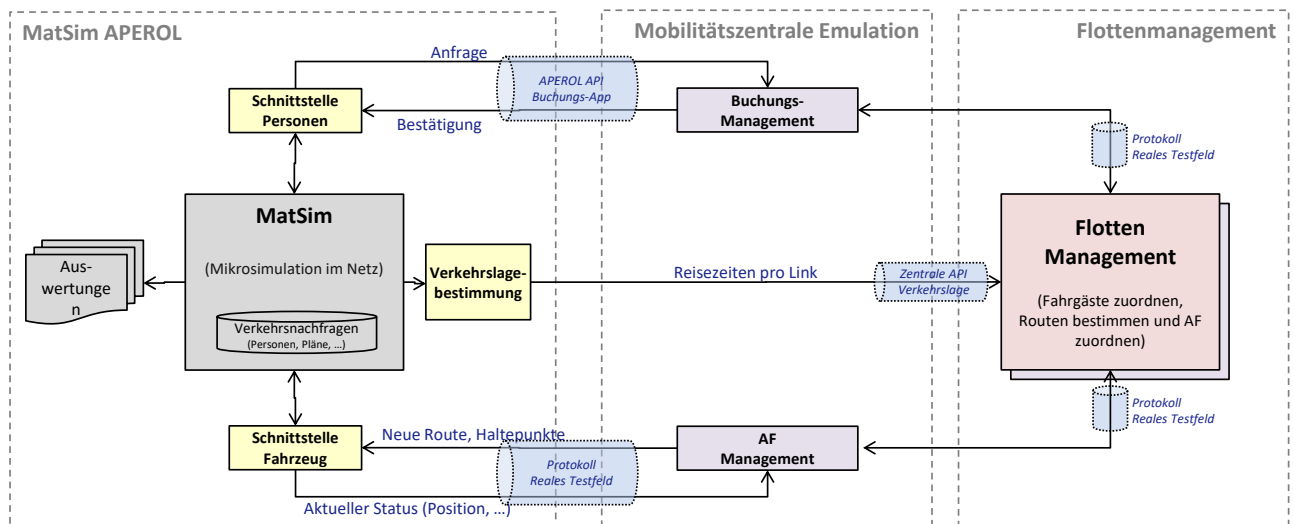 MatSim APEROL
Mobilitätszentrale Emulation
Flottenmanagement
Anfrage
APEROL API
Buchungs-App
Schnittstelle
Personen
Bestätigung
Buchungs-
Management
Protokoll
Reales Testfeld
MatSim
(Mikrosimulation im Netz)
Verkehrsnachfragen
(Personen, Pläne, ...)
Aus-
wertunge
n
Verkehrslage-
bestimmung
Reisezeiten pro Link
Zentrale API
Verkehrslage
Flotten
Management
(Fahrgäste zuordnen,
Routen bestimmen und AF
zuordnen)
Protokoll
Reales Testfeld
Schnittstelle
Fahrzeug
Neue Route, Haltepunkte
Protokoll
Reales Testfeld
AF
Management
Aktueller Status (Position, ...)